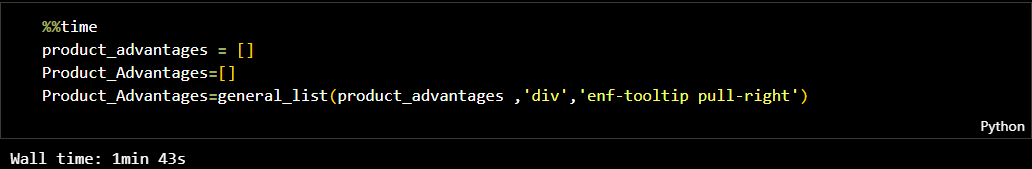 %%time
product_advantages = []
Product_Advantages=[]
Product_Advantages=general_list(product_advantages ,'div','enf-tooltip pull-right')
Python
Wall time: 1min 43s